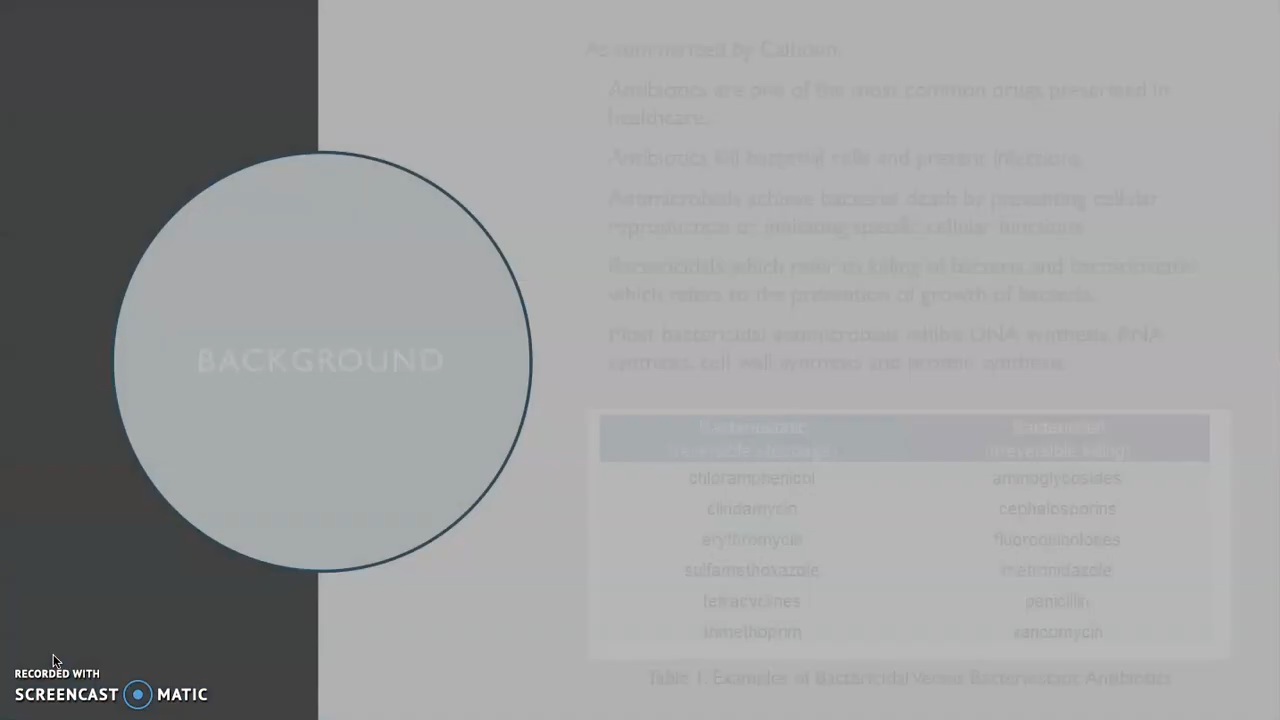 BACKGROUND
As summarized by Calhoun
Antibiotics are one of the most common drugs prescribed in
healthcare.
Antibiotics kill bacterial cells and prevent infections.
Antimicrobials achieve bacterial death by preventing cellular
reproduction or inhibiting specific cellular functions.
Bactericidals which refer to killing of bacteria and bacteriostatic
which refers to the prevention of growth of bacteria.
Most bactericidal antimicrobials inhibit DNA synthesis, RNA
synthesis, cell wall synthesis and protein synthesis.
Bacteriostatic Bactericidal
chloramphenicol aminoglycosides
clindamycin cephalosporins
erythromycin fluoroquinolones
sulfamethoxazole metronidazole
tetracyclines penicillin
trimethoprim vancomycin
Table 1. Examples of Bactericidal Versus Bacteriostatic Antibiotics
RECORDED WITH
SCREENCAST MATIC